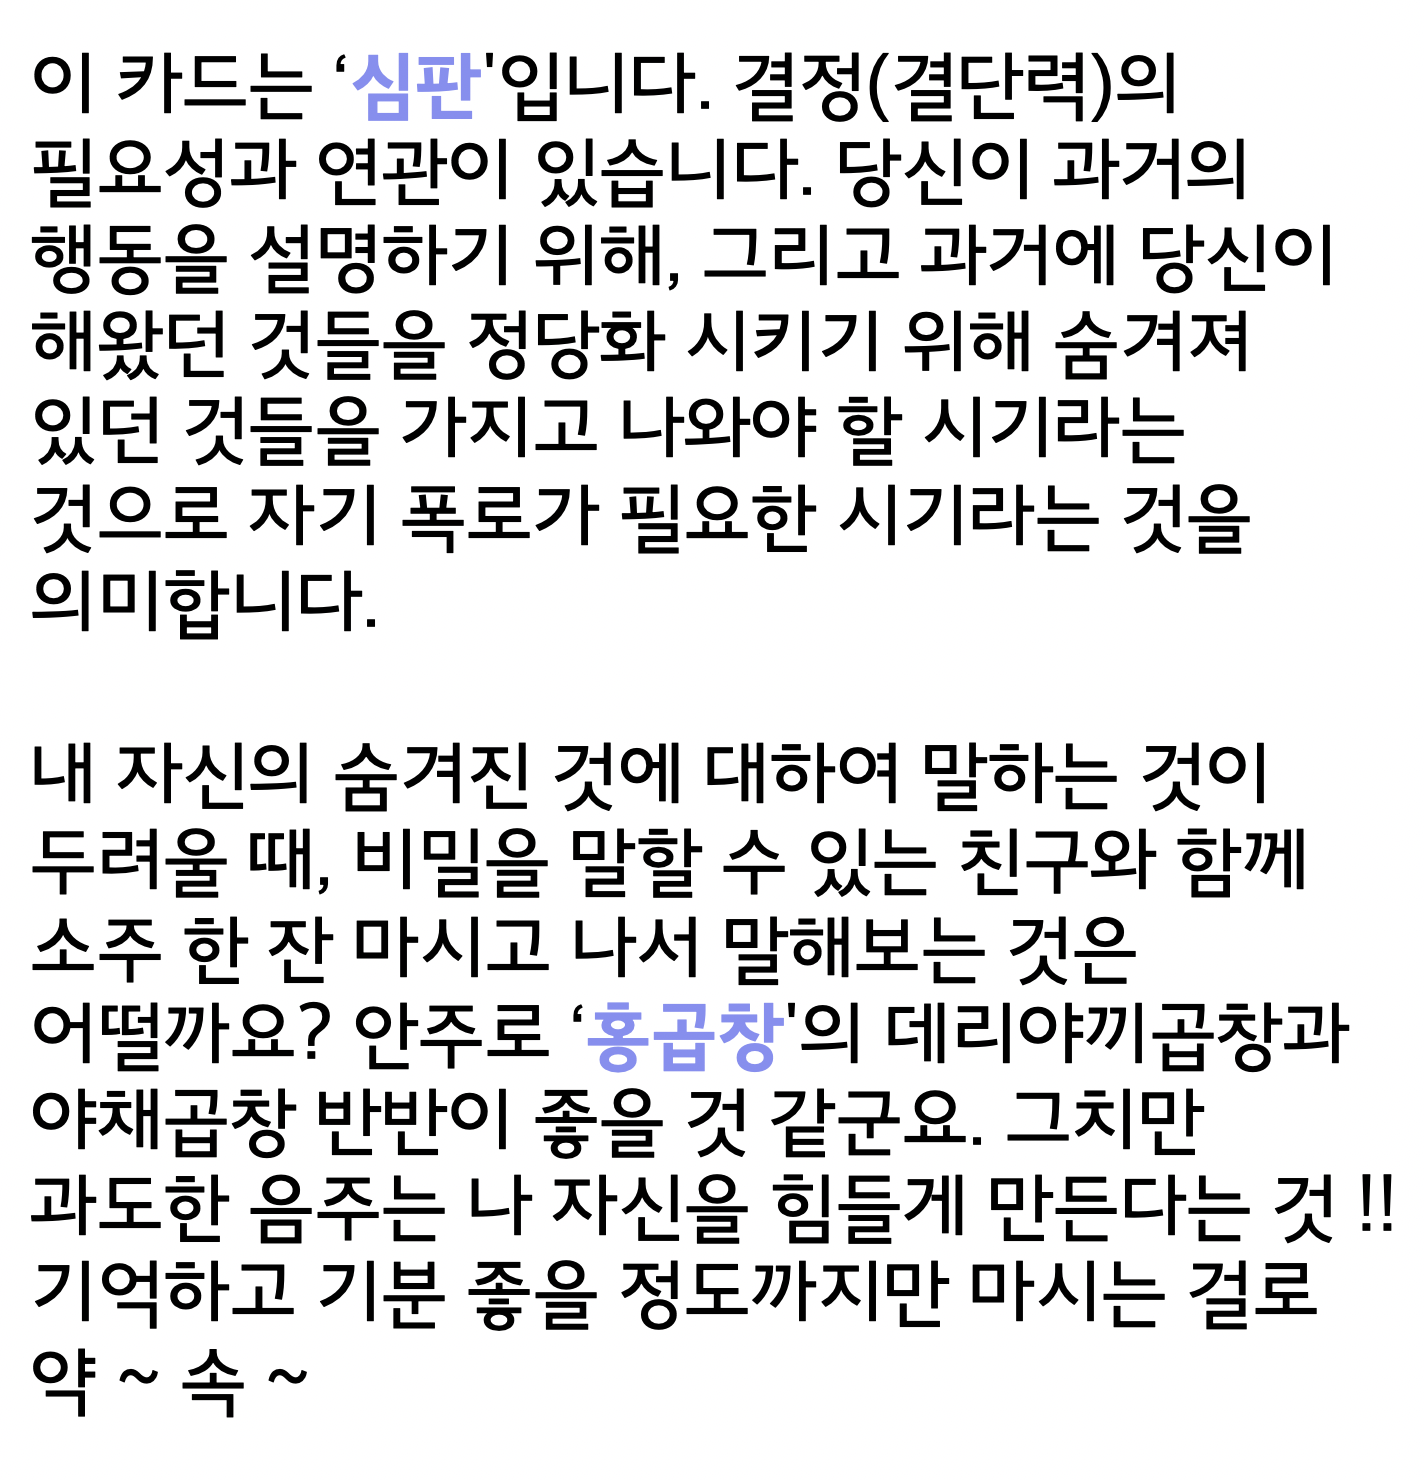 이 카드는 ‘심판'입니다. 결정(결단력)의
필요성과 연관이 있습니다. 당신이 과거의
행동을 설명하기 위해, 그리고 과거에 당신이
해왔던 것들을 정당화 시키기 위해 숨겨져
있던 것들을 가지고 나와야 할 시기라는
것으로 자기 폭로가 필요한 시기라는 것을
의미합니다.
내 자신의 숨겨진 것에 대하여 말하는 것이
두려울 때, 비밀을 말할 수 있는 친구와 함께
소주 한 잔 마시고 나서 말해보는 것은
어떨까요? 안주로 ‘홍곱창'의 데리야끼곱창과
야채곱창 반반이 좋을 것 같군요. 그치만
과도한 음주는 나 자신을 힘들게 만든다는 것 !!
기억하고 기분 좋을 정도까지만 마시는 걸로
약 ~ 속 ~